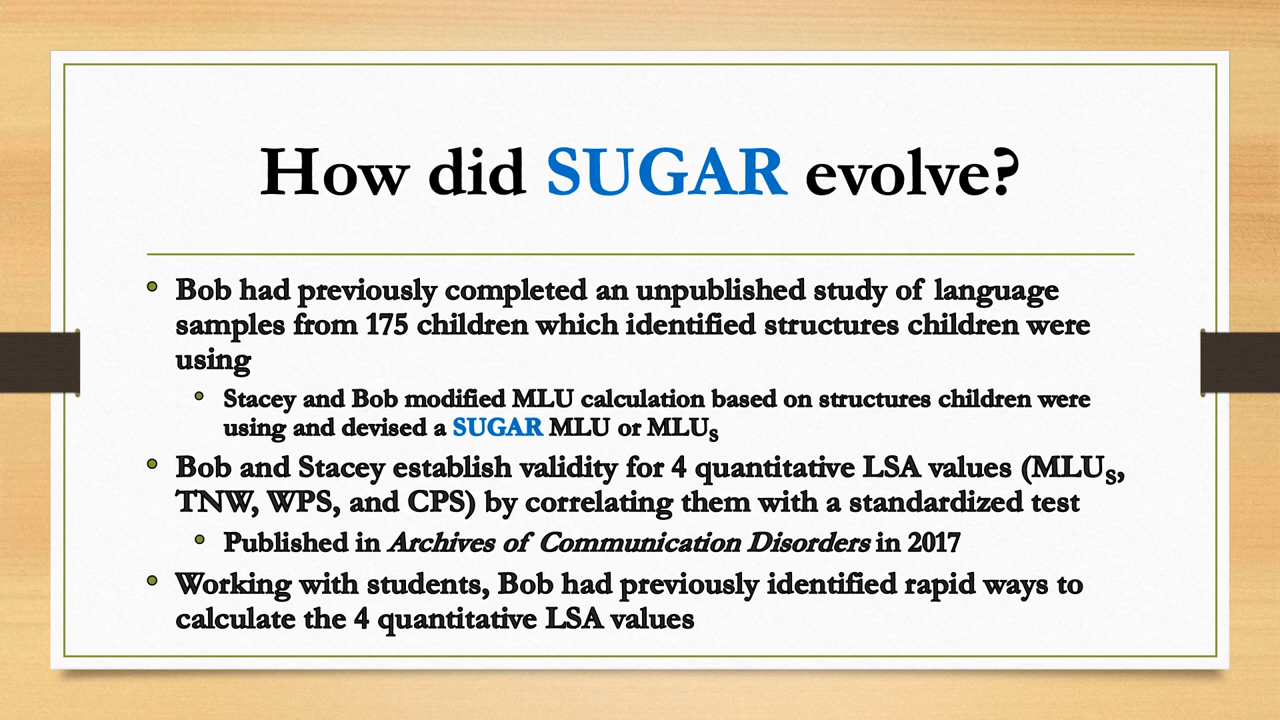 How did SUGAR evolve?
• Bob had previously completed an unpublished study of language
samples from 175 children which identified structures children were
using
• Stacey and Bob modified MLU calculation based on structures children were
using and devised a SUGAR MLU or MLUS
• Bob and Stacey establish validity for 4 quantitative LSA values (MLUS,
TNW, WPS, and CPS) by correlating them with a standardized test
• Published in Archives of Communication Disorders in 2017
• Working with students, Bob had previously identified rapid ways to
calculate the 4 quantitative LSA values